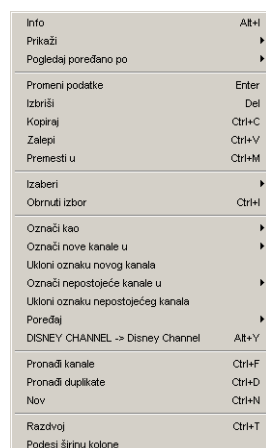 Info Alt+I
Prikaži
Pogledaj poređano po
Promeni podatke Enter
Izbriši Del
Kopiraj Ctrl+C
Zalepi Ctrl+V
Premesti u Ctrl+M
Izaberi
Obrnuti izbor Ctrl+I
Označi kao
Označi nove kanale u
Ukloni oznaku novog kanala
Označi nepostojeće kanale u
Ukloni oznaku nepostojećeg kanala
Poređaj
DISNEY CHANNEL -> Disney Channel Alt+Y
Pronađi kanale Ctrl+F
Pronađi duplikate Ctrl+D
Nov Ctrl+N
Razdvoj Ctrl+T
Podesi širinu kolone